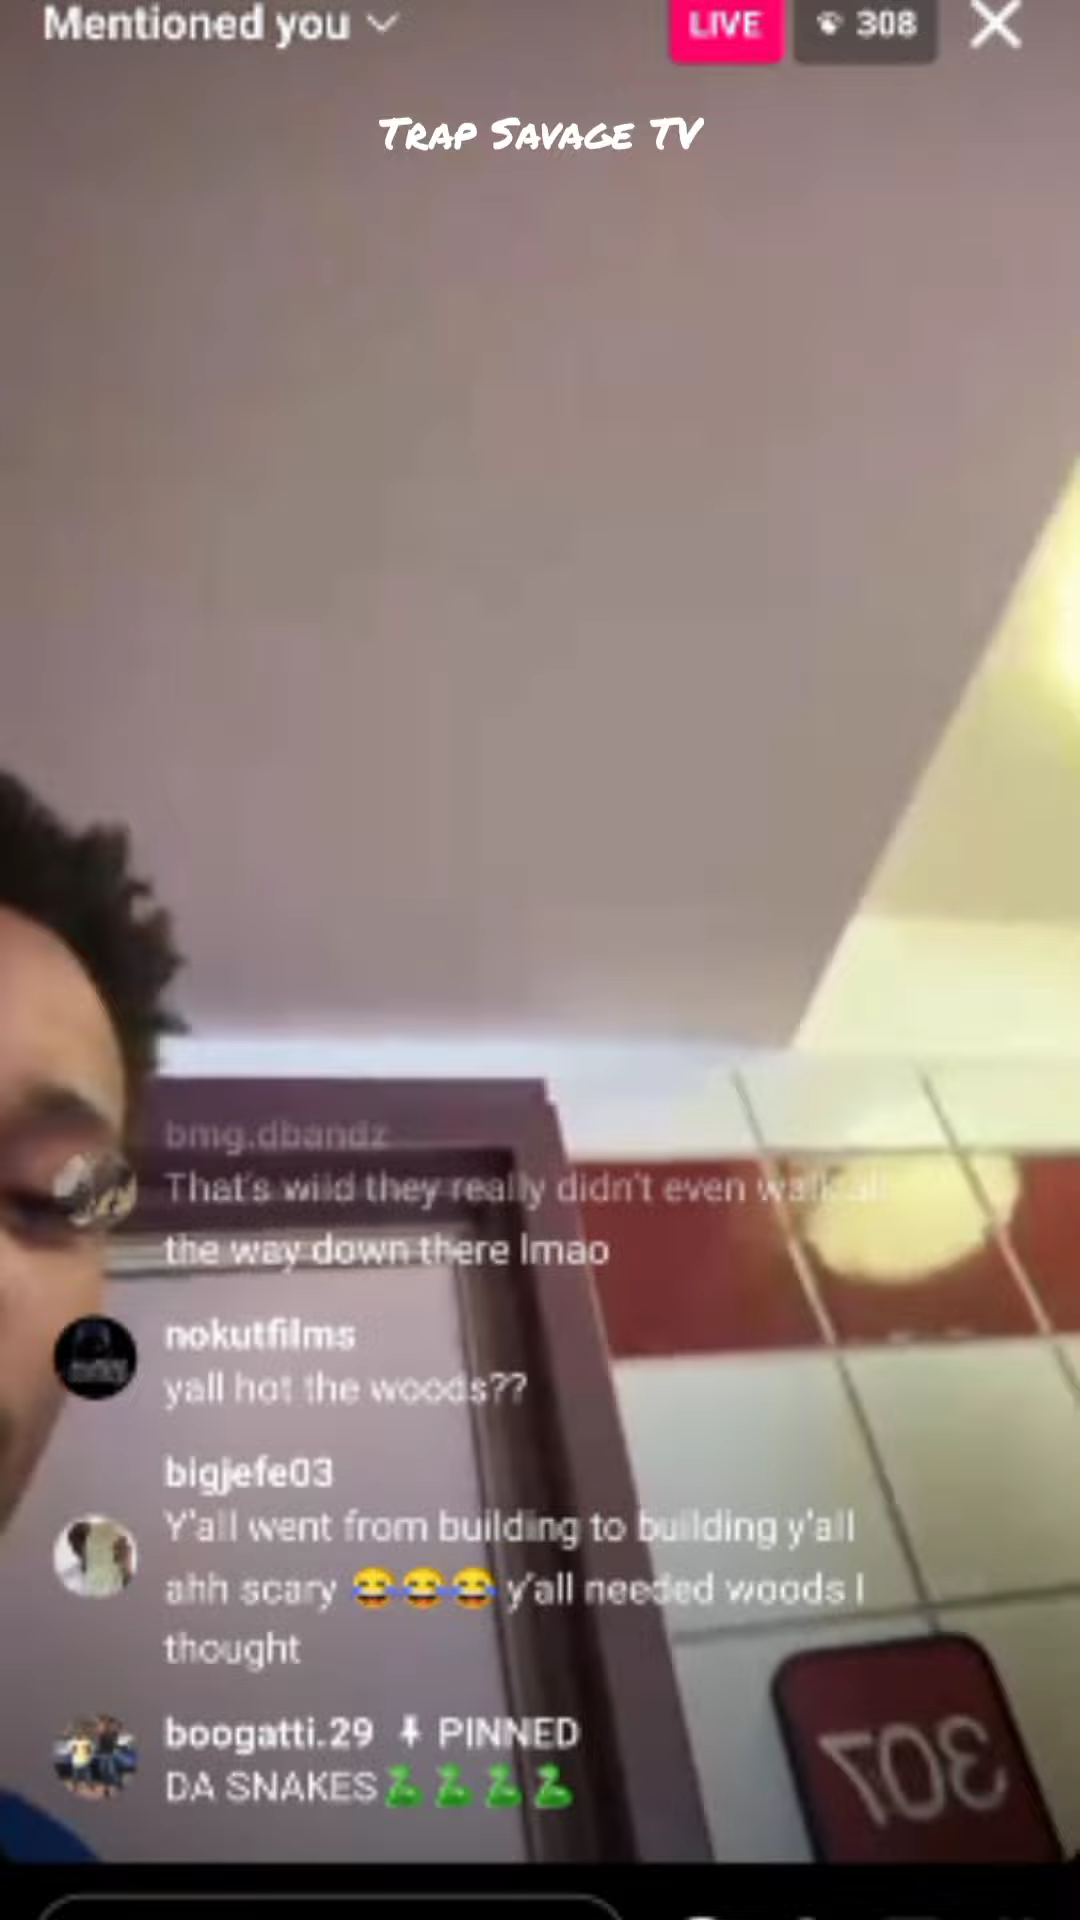 Mentioned you
LIVE
308
TRAP SAVAGE TV
bmg.dbandz
That's wild they really didn't even walk all
the way down there lmao
nokutfilms
yall hot the woods??
bigjefe03
Y'all went from building to building y'all
ahh scary 😂😂😂 y'all needed woods I
thought
boogatti.29 📌 PINNED
DA SNAKES🐍🐍🐍🐍
307